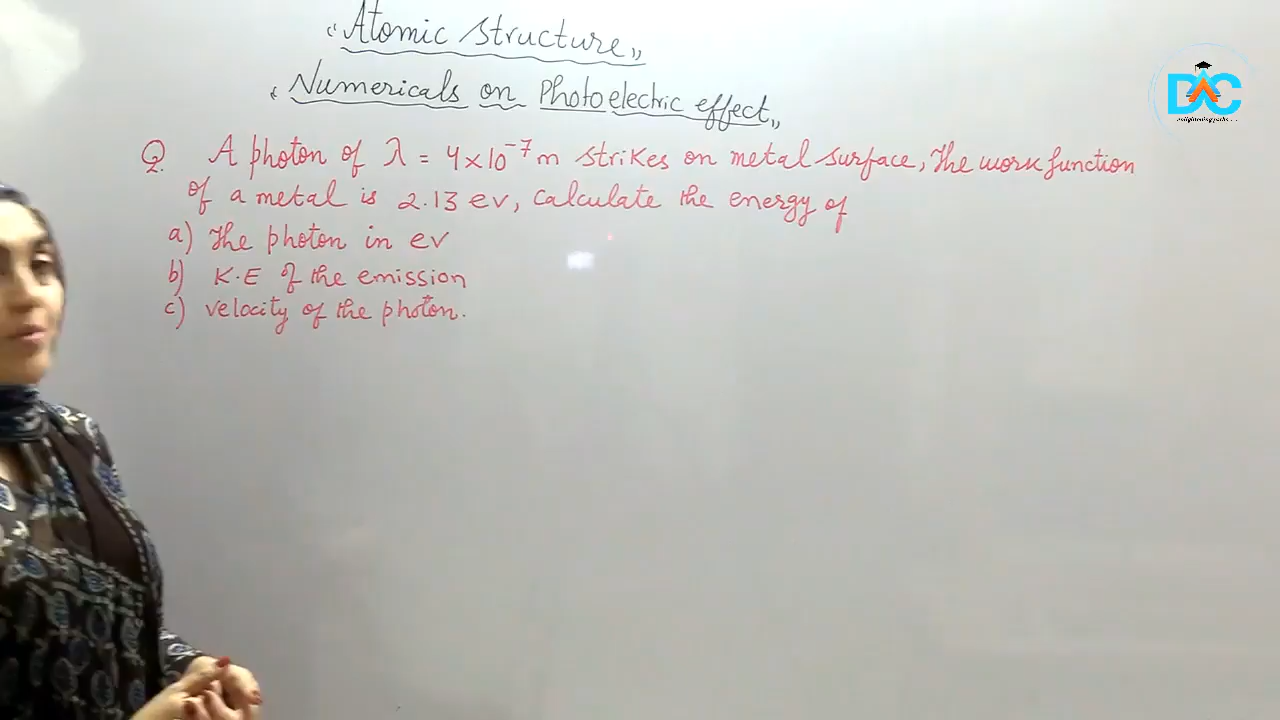 “Atomic Structure”
“Numericals on Photoelectric effect”
Q. A photon of λ = 4×10⁻⁷m strikes on metal surface, The work function
of a metal is 2.13 ev, calculate the energy of
a) The photon in ev
b) K.E of the emission
c) velocity of the photon.
DAC